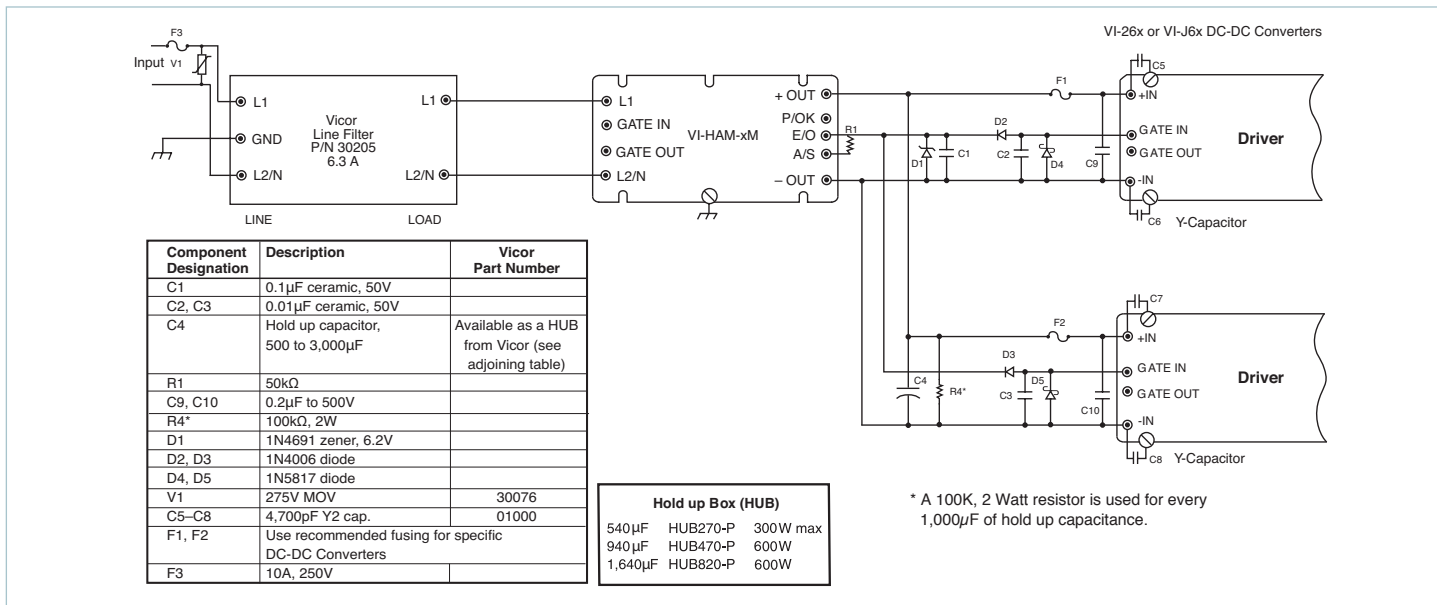 F3
Input V1
L1
GND
L2/N
Vicor
Line Filter
P/N 30205
6.3 A
L1
L2/N
LINE
LOAD
L1
GATE IN
GATE OUT
L2/N
VI-HAM-xM
+ OUT
P/OK
E/O
A/S
– OUT
R1
D1
C1
D2
C2
D4
F1
C9
VI-26x or VI-J6x DC-DC Converters
C5
+IN
GATE IN
GATE OUT
-IN
Driver
C6
Y-Capacitor
C4
R4*
D3
C3
D5
F2
C10
C7
+IN
GATE IN
GATE OUT
-IN
Driver
C8
Y-Capacitor
Component Designation Description Vicor Part Number
C1 0.1µF ceramic, 50V
C2, C3 0.01µF ceramic, 50V
C4 Hold up capacitor, 500 to 3,000µF Available as a HUB from Vicor (see adjoining table)
R1 50kΩ
C9, C10 0.2µF to 500V
R4* 100kΩ, 2W
D1 1N4691 zener, 6.2V
D2, D3 1N4006 diode
D4, D5 1N5817 diode
V1 275V MOV 30076
C5–C8 4,700pF Y2 cap. 01000
F1, F2 Use recommended fusing for specific DC-DC Converters
F3 10A, 250V
Hold up Box (HUB)
540µF HUB270-P 300W max
940µF HUB470-P 600W
1,640µF HUB820-P 600W
* A 100K, 2 Watt resistor is used for every
1,000µF of hold up capacitance.